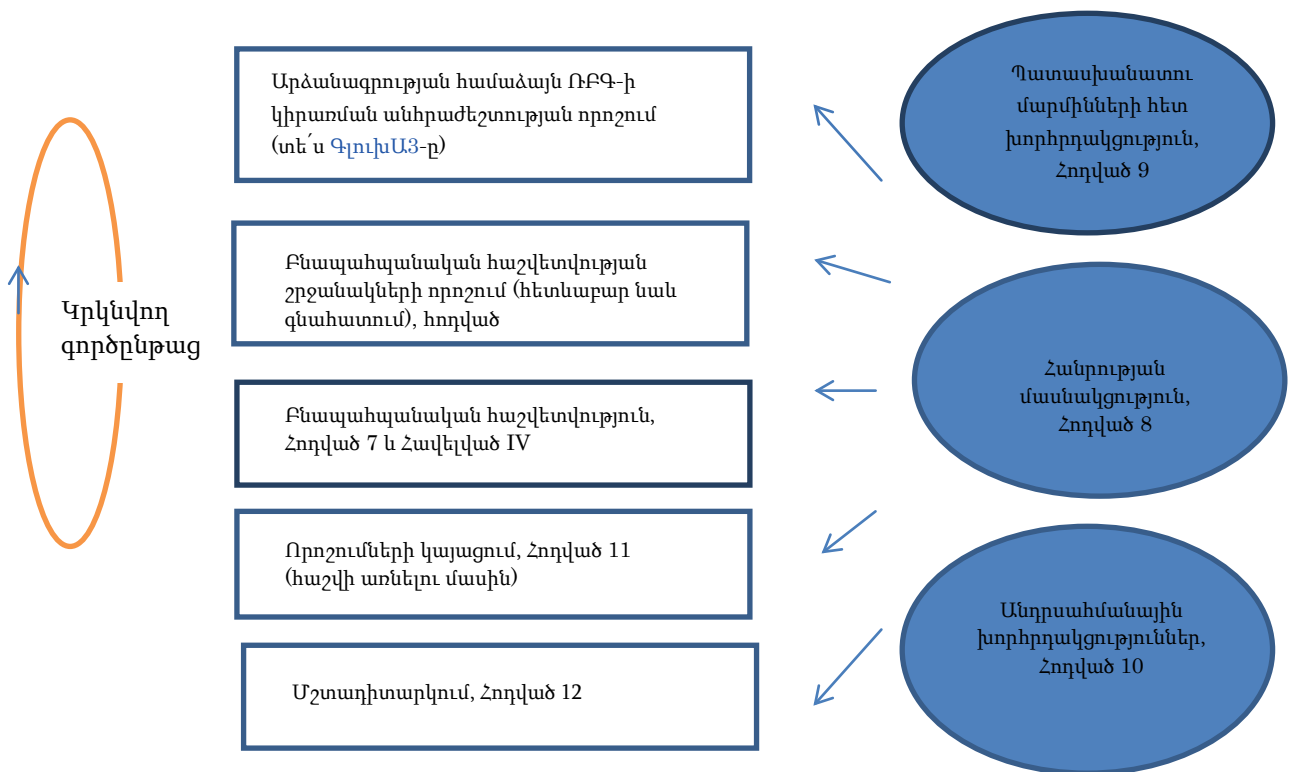 Արձանագրության համաձայն ՌԲԳ-ի
կիրառման անհրաժեշտության որոշում
(տե՛ս ԳլուխԱ3-ը)
Բնապահպանական հաշվետվության
շրջանակների որոշում (հետևաբար նաև
գնահատում), հոդված
Կրկնվող
գործընթաց
Բնապահպանական հաշվետվություն,
Հոդված 7 և Հավելված IV
Որոշումների կայացում, Հոդված 11
(հաշվի առնելու մասին)
Մշտադիտարկում, Հոդված 12
Պատասխանատու
մարմինների հետ
խորհրդակցություն,
Հոդված 9
Հանրության
մասնակցություն,
Հոդված 8
Անդրսահմանային
խորհրդակցություններ,
Հոդված 10